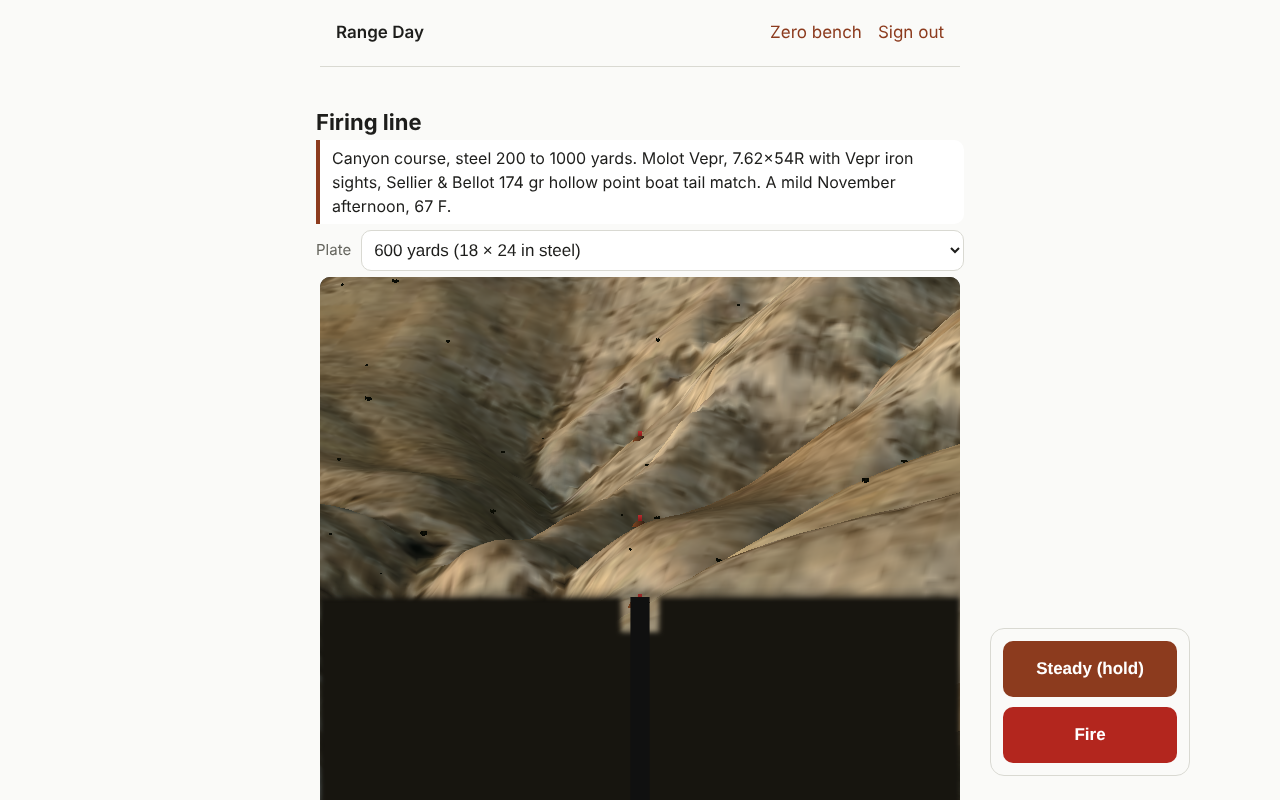 Range Day
Zero bench
Sign out
Firing line
Canyon course, steel 200 to 1000 yards. Molot Vepr, 7.62×54R with Vepr iron
sights, Sellier & Bellot 174 gr hollow point boat tail match. A mild November
afternoon, 67 F.
Plate
600 yards (18 × 24 in steel)
Steady (hold)
Fire